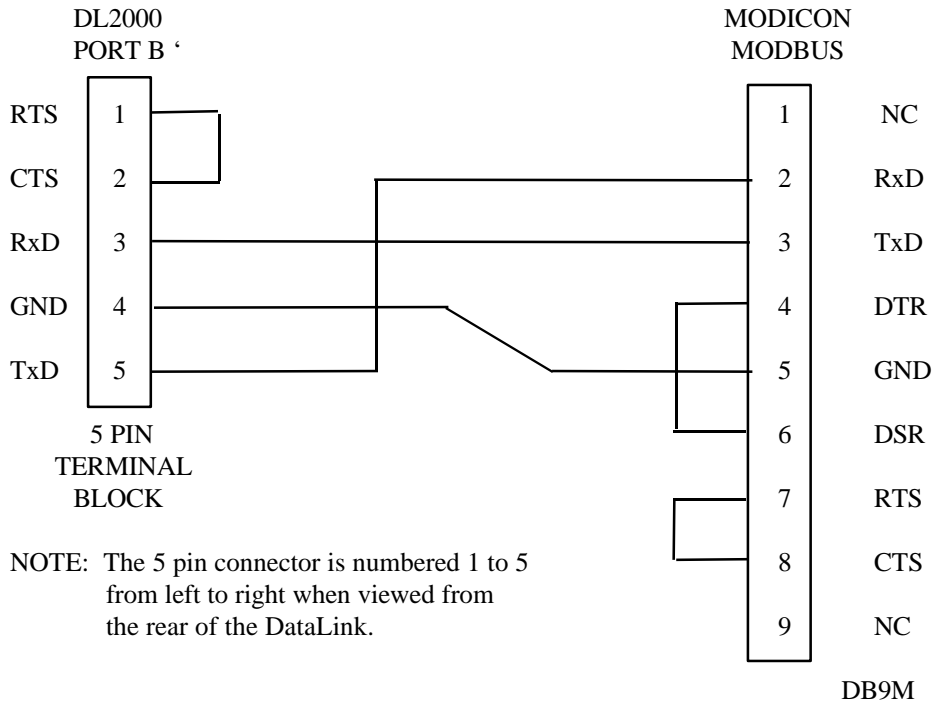 DL2000
PORT B ‘
MODICON
MODBUS
RTS 1
CTS 2
RxD 3
GND 4
TxD 5
1 NC
2 RxD
3 TxD
4 DTR
5 GND
6 DSR
7 RTS
8 CTS
9 NC
5 PIN
TERMINAL
BLOCK
NOTE: The 5 pin connector is numbered 1 to 5
from left to right when viewed from
the rear of the DataLink.
DB9M